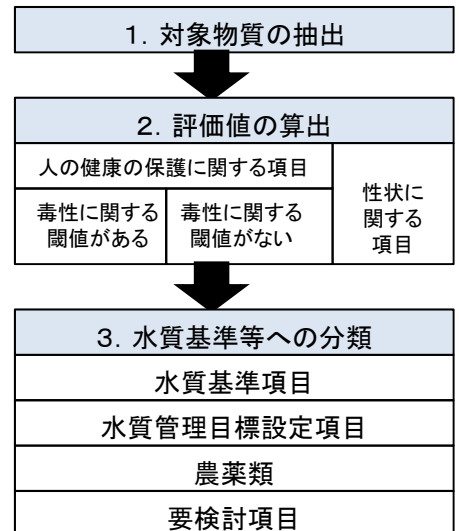 1．対象物質の抽出
2．評価値の算出
人の健康の保護に関する項目
毒性に関する
閾値がある
毒性に関する
閾値がない
性状に
関する
項目
3．水質基準等への分類
水質基準項目
水質管理目標設定項目
農薬類
要検討項目